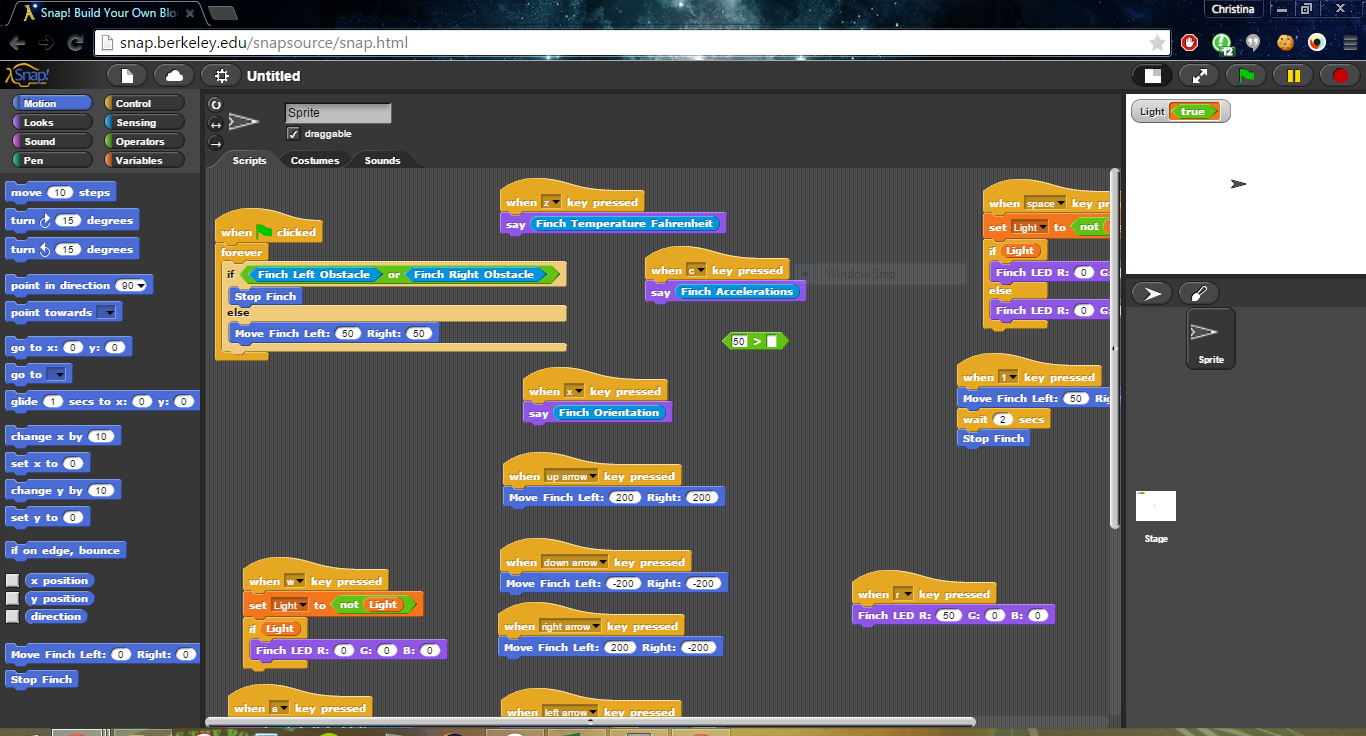 Snap! Build Your Own Blo
Christina
snap.berkeley.edu/snapsource/snap.html
12
Snap!
Untitled
Motion
Control
Looks
Sensing
Sound
Operators
Pen
Variables
move 10 steps
turn 15 degrees
turn 15 degrees
point in direction 90
point towards
go to x: 0 y: 0
go to
glide 1 secs to x: 0 y: 0
change x by 10
set x to 0
change y by 10
set y to 0
if on edge, bounce
x position
y position
direction
Move Finch Left: 0 Right: 0
Stop Finch
Sprite
draggable
Scripts
Costumes
Sounds
when clicked
forever
if Finch Left Obstacle or Finch Right Obstacle
Stop Finch
else
Move Finch Left: 50 Right: 50
when z key pressed
say Finch Temperature Fahrenheit
when c key pressed
say Finch Accelerations
Window Snip
50 >
when x key pressed
say Finch Orientation
when up arrow key pressed
Move Finch Left: 200 Right: 200
when down arrow key pressed
Move Finch Left: -200 Right: -200
when right arrow key pressed
Move Finch Left: 200 Right: -200
when left arrow key pressed
when w key pressed
set Light to not Light
if Light
Finch LED R: 0 G: 0 B: 0
when a key pressed
when space key pr
set Light to not
if Light
Finch LED R: 0 G:
else
Finch LED R: 0 G:
when 1 key pressed
Move Finch Left: 50 Rig
wait 2 secs
Stop Finch
when r key pressed
Finch LED R: 50 G: 0 B: 0
Light true
Sprite
Stage